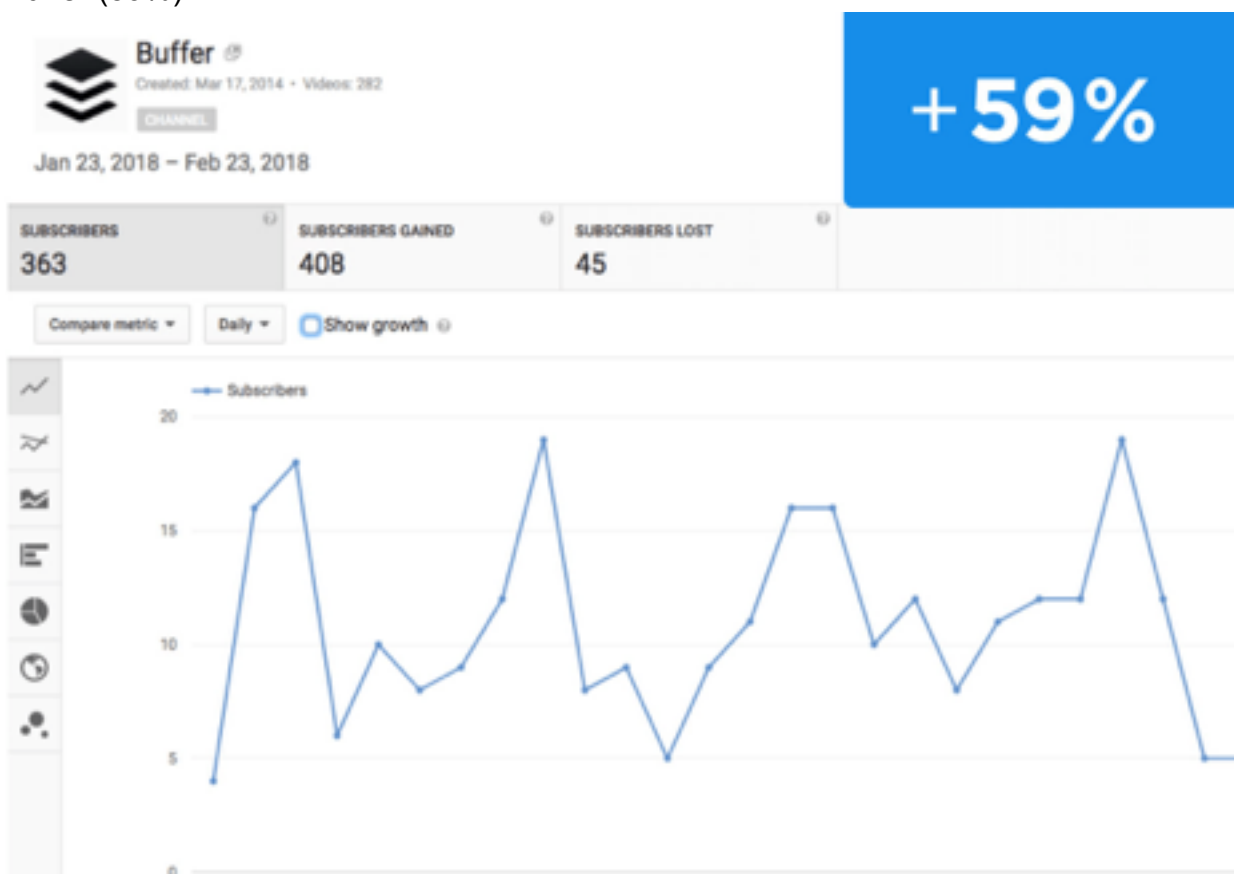 Buffer
Created: Mar 17, 2014 • Videos: 282
CHANNEL
+59%
Jan 23, 2018 – Feb 23, 2018
SUBSCRIBERS
363
SUBSCRIBERS GAINED
408
SUBSCRIBERS LOST
45
Compare metric
Daily
Show growth
Subscribers
20
15
10
5
0